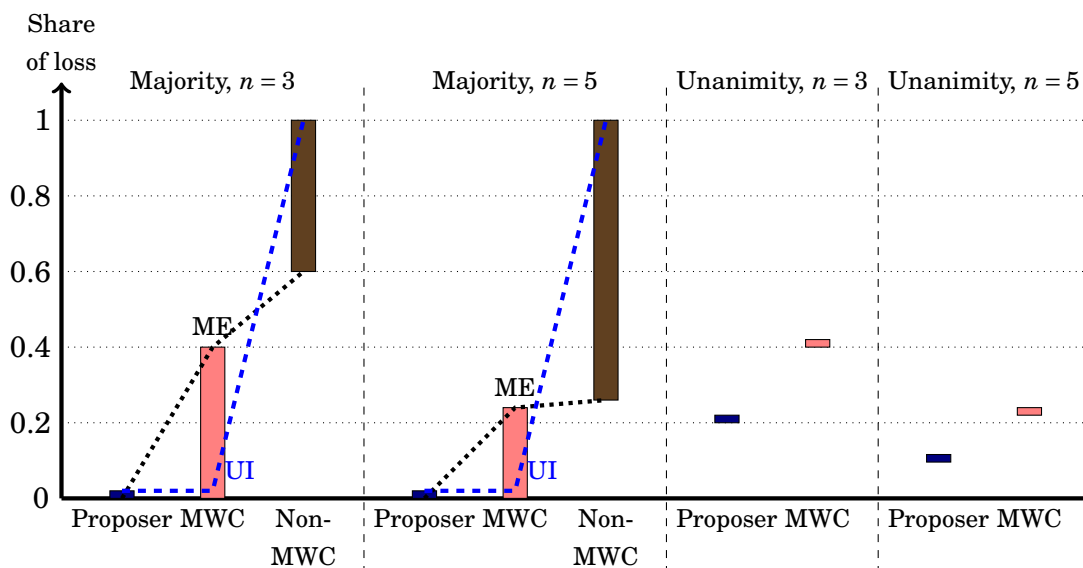 Share
of loss
Majority, n = 3
Majority, n = 5
Unanimity, n = 3
Unanimity, n = 5
1
0.8
0.6
0.4
0.2
0
ME
UI
ME
UI
Proposer MWC Non-
MWC
Proposer MWC Non-
MWC
Proposer MWC
Proposer MWC